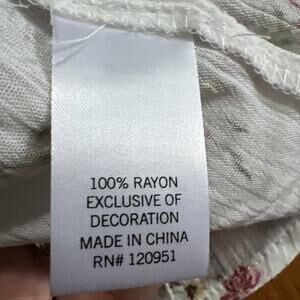 100% RAYON
EXCLUSIVE OF
DECORATION
MADE IN CHINA
RN# 120951